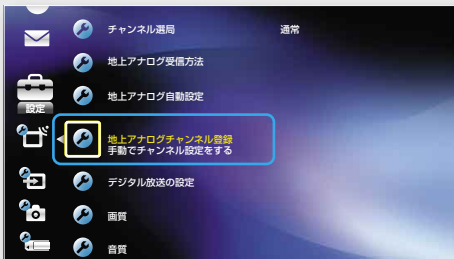 チャンネル選局 通常
地上アナログ受信方法
地上アナログ自動設定
設定
地上アナログチャンネル登録
手動でチャンネル設定をする
デジタル放送の設定
画質
音質